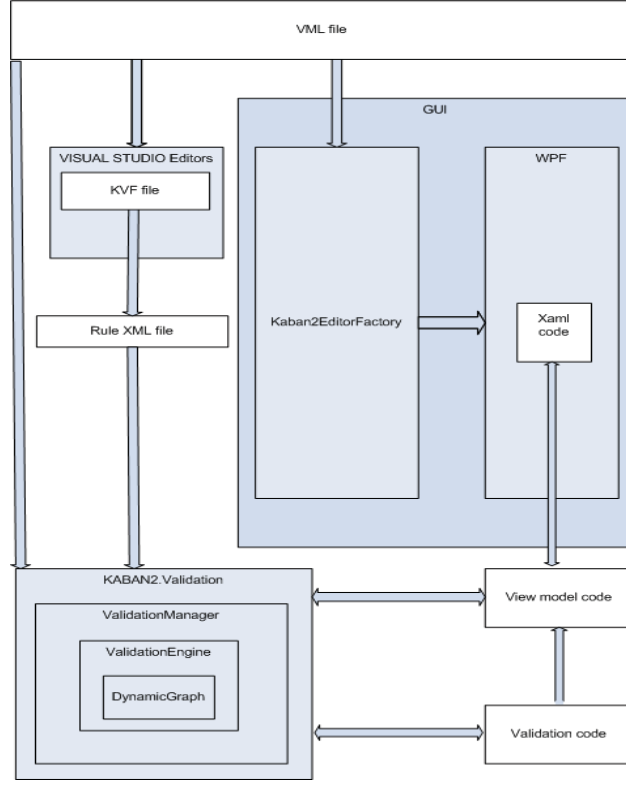 VML file
GUI
VISUAL STUDIO Editors
WPF
KVF file
Kaban2EditorFactory
Xaml
code
Rule XML file
KABAN2.Validation
View model code
ValidationManager
ValidationEngine
DynamicGraph
Validation code